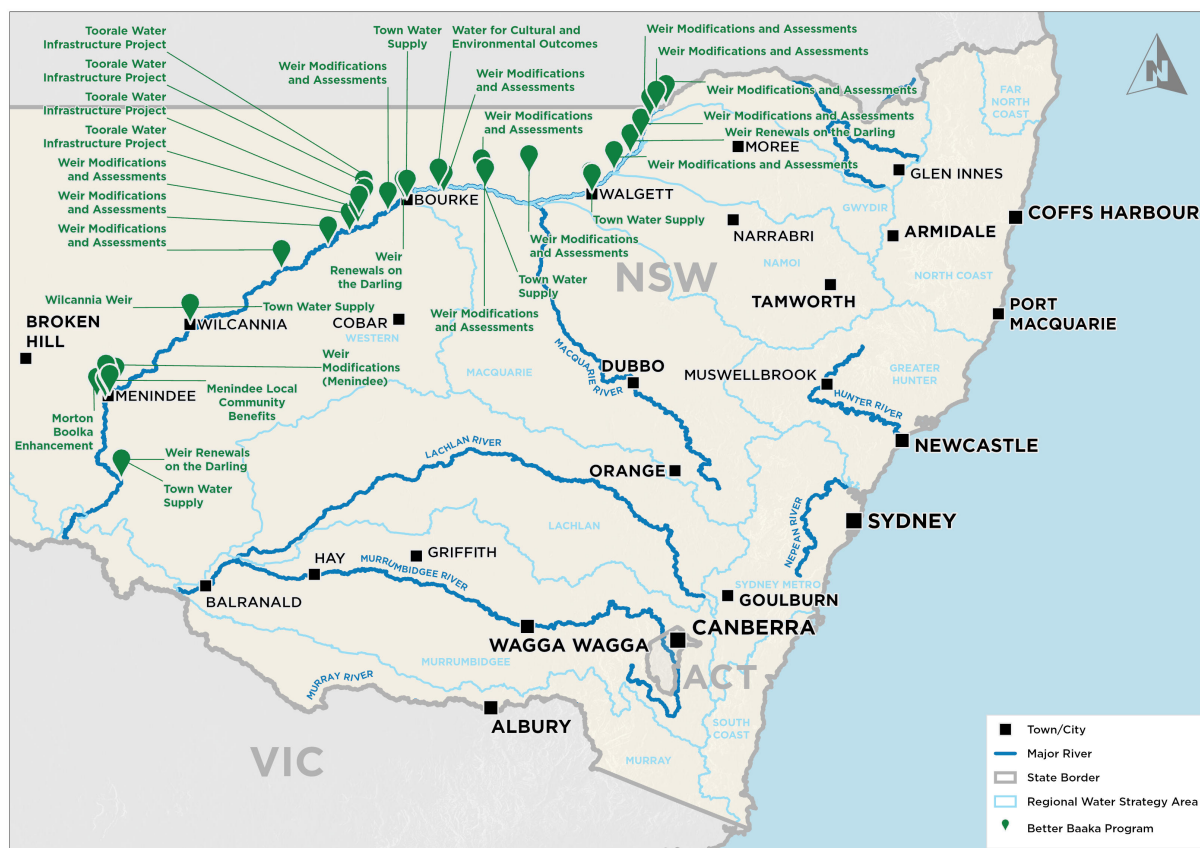 Toorale Water
Infrastructure Project
Toorale Water
Infrastructure Project
Toorale Water
Infrastructure Project
Toorale Water
Infrastructure Project
Weir Modifications
and Assessments
Weir Modifications
and Assessments
Weir Modifications
and Assessments
Weir Modifications
and Assessments
Town Water
Supply
Water for Cultural and
Environmental Outcomes
Weir Modifications
and Assessments
Weir Modifications
and Assessments
Weir Modifications and Assessments
Weir Modifications and Assessments
Weir Modifications and Assessments
Weir Modifications and Assessments
Weir Renewals on the Darling
Weir Modifications and Assessments
N
FAR
NORTH
COAST
MOREE
GLEN INNES
BOURKE
WALGETT
Town Water Supply
GWYDIR
COFFS HARBOUR
NARRABRI
ARMIDALE
Weir
Renewals on
the Darling
Weir Modifications
and Assessments
NSW
NAMOI
NORTH COAST
Town Water
Supply
TAMWORTH
Wilcannia Weir
Town Water Supply
WILCANNIA
COBAR
WESTERN
Weir Modifications
and Assessments
PORT
MACQUARIE
BROKEN
HILL
Weir
Modifications
(Menindee)
MACQUARIE
MACQUARIE RIVER
DUBBO
MUSWELLBROOK
GREATER
HUNTER
HUNTER RIVER
MENINDEE
Menindee Local
Community
Benefits
Morton
Boolka
Enhancement
NEWCASTLE
Weir Renewals
on the Darling
Town Water
Supply
LACHLAN RIVER
ORANGE
LACHLAN
NEPEAN RIVER
SYDNEY
HAY
GRIFFITH
MURRUMBIDGEE RIVER
SYDNEY METRO
BALRANALD
GOULBURN
WAGGA WAGGA
CANBERRA
ACT
MURRUMBIDGEE
MURRAY RIVER
ALBURY
SOUTH
COAST
MURRAY
VIC
Town/City
Major River
State Border
Regional Water Strategy Area
Better Baaka Program